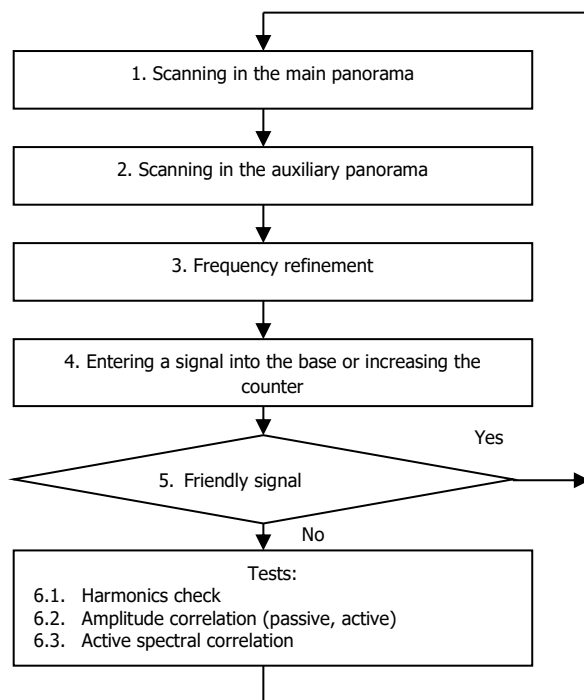 1. Scanning in the main panorama
2. Scanning in the auxiliary panorama
3. Frequency refinement
4. Entering a signal into the base or increasing the
counter
Yes
5. Friendly signal
No
Tests:
6.1. Harmonics check
6.2. Amplitude correlation (passive, active)
6.3. Active spectral correlation